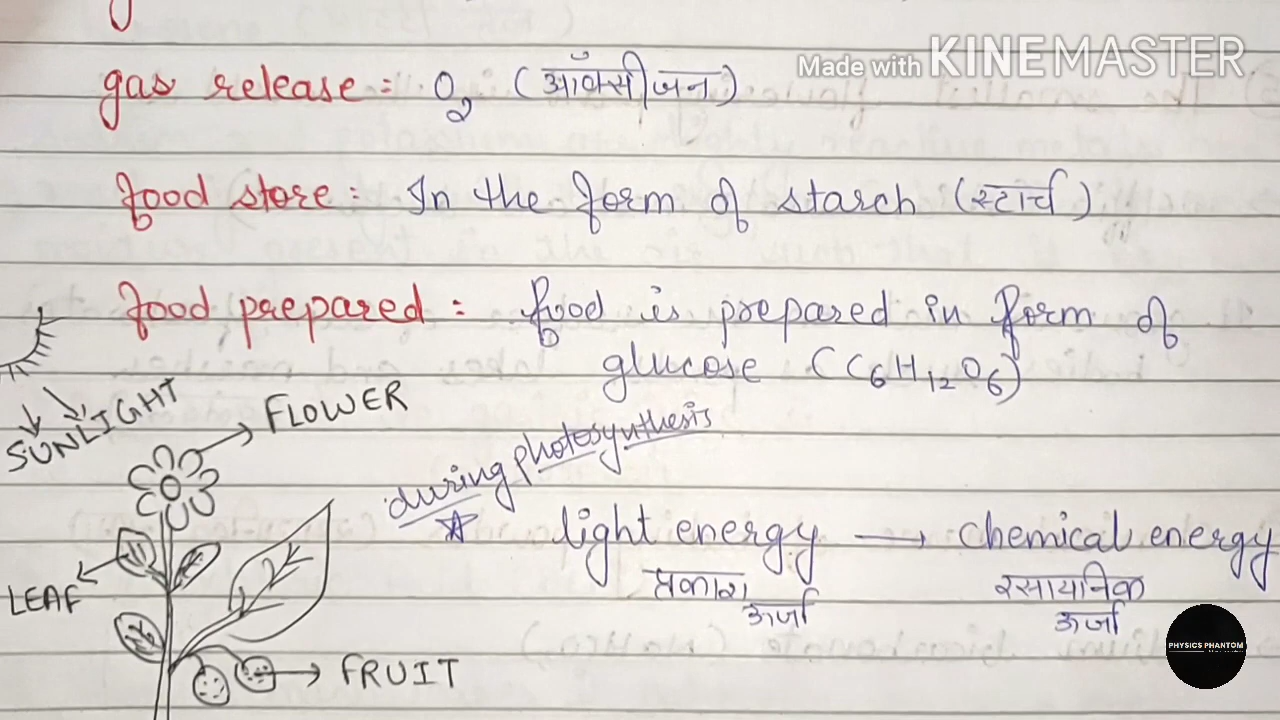 Made with KINEMASTER
gas release : O2 (ऑक्सीजन)
food store : In the form of starch (स्टार्च)
food prepared : food is prepared in form of
glucose (C6H12O6)
SUNLIGHT
FLOWER
during photosynthesis
light energy → chemical energy
प्रकाश ऊर्जा
रसायनिक ऊर्जा
LEAF
FRUIT
PHYSICS PHANTOM